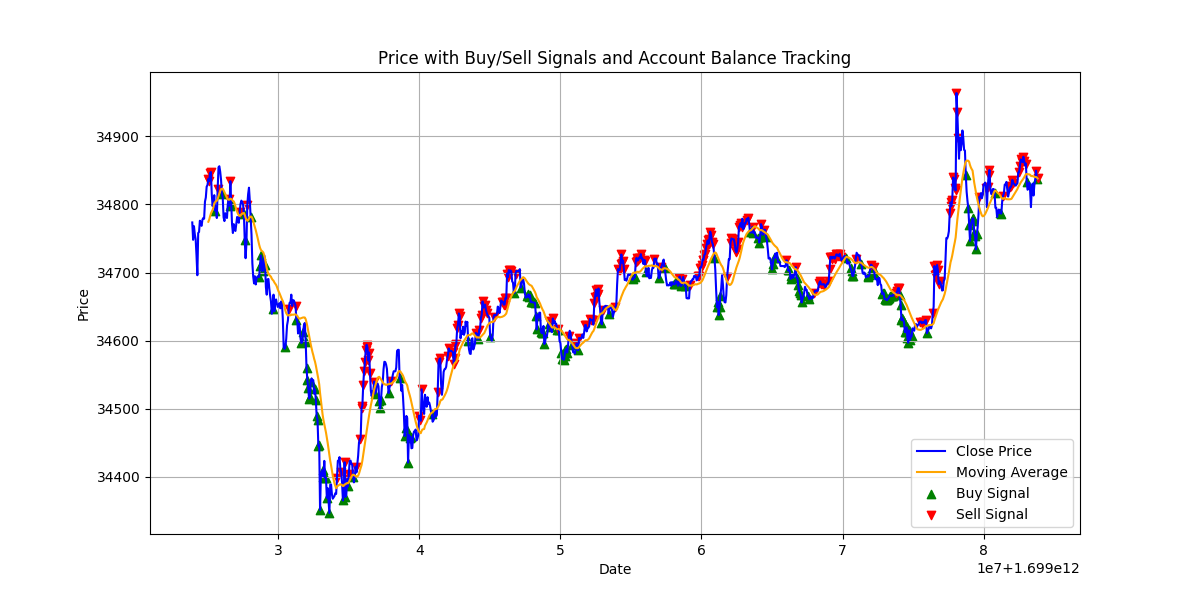 Price with Buy/Sell Signals and Account Balance Tracking
34900
34800
34700
34600
34500
34400
Price
3 4 5 6 7 8
Date
1e7+1.699e12
Close Price
Moving Average
Buy Signal
Sell Signal